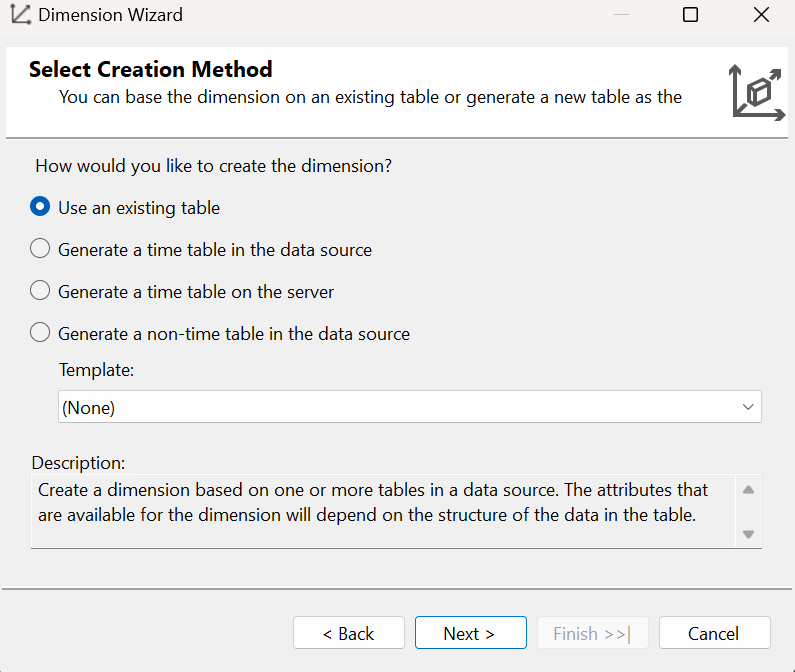 Dimension Wizard
Select Creation Method
You can base the dimension on an existing table or generate a new table as the
How would you like to create the dimension?
Use an existing table
Generate a time table in the data source
Generate a time table on the server
Generate a non-time table in the data source
Template:
(None)
Description:
Create a dimension based on one or more tables in a data source. The attributes that
are available for the dimension will depend on the structure of the data in the table.
< Back
Next >
Finish >>|
Cancel